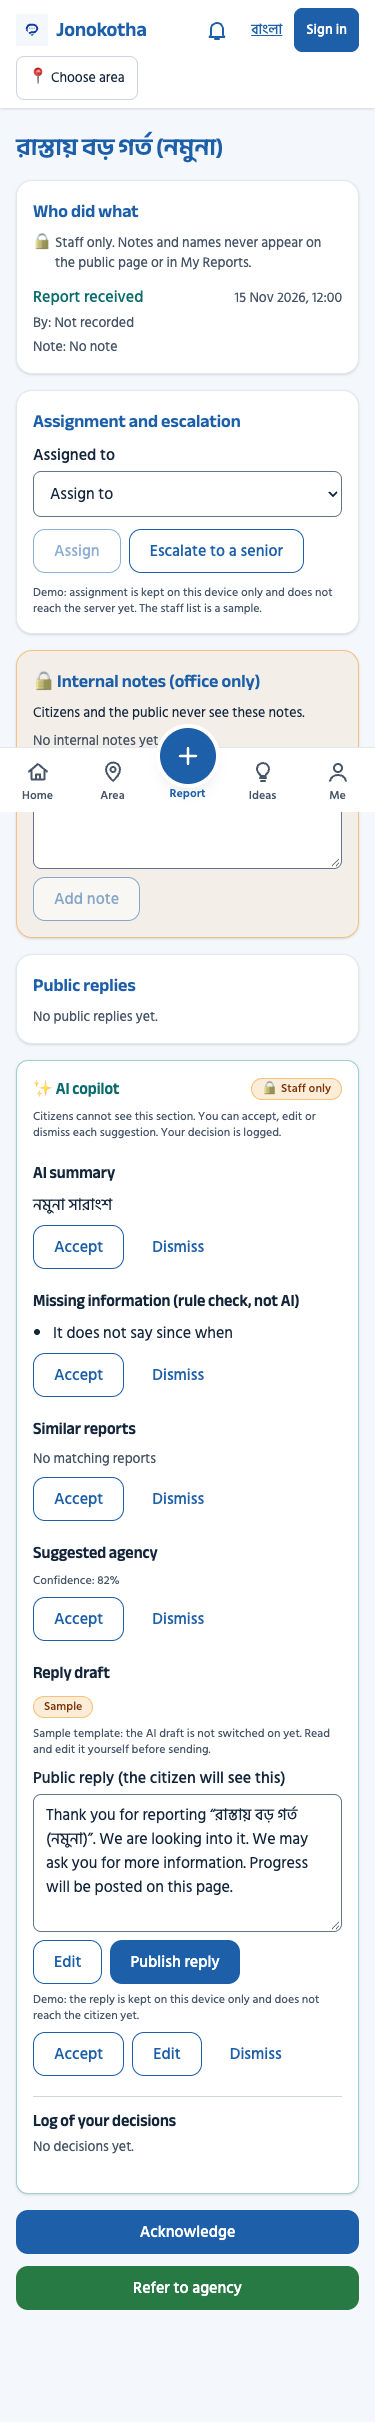 Jonokotha
বাংলা
Sign in
Choose area
রাস্তায় বড় গর্ত (নমুনা)
Who did what
Staff only. Notes and names never appear on
the public page or in My Reports.
Report received
15 Nov 2026, 12:00
By: Not recorded
Note: No note
Assignment and escalation
Assigned to
Assign to
Assign
Escalate to a senior
Demo: assignment is kept on this device only and does not
reach the server yet. The staff list is a sample.
Internal notes (office only)
Citizens and the public never see these notes.
No internal notes yet
Home
Area
Report
Ideas
Me
Add note
Public replies
No public replies yet.
AI copilot
Staff only
Citizens cannot see this section. You can accept, edit or
dismiss each suggestion. Your decision is logged.
AI summary
নমুনা সারাংশ
Accept
Dismiss
Missing information (rule check, not AI)
It does not say since when
Accept
Dismiss
Similar reports
No matching reports
Accept
Dismiss
Suggested agency
Confidence: 82%
Accept
Dismiss
Reply draft
Sample
Sample template: the AI draft is not switched on yet. Read
and edit it yourself before sending.
Public reply (the citizen will see this)
Thank you for reporting “রাস্তায় বড় গর্ত
(নমুনা)”. We are looking into it. We may
ask you for more information. Progress
will be posted on this page.
Edit
Publish reply
Demo: the reply is kept on this device only and does not
reach the citizen yet.
Accept
Edit
Dismiss
Log of your decisions
No decisions yet.
Acknowledge
Refer to agency